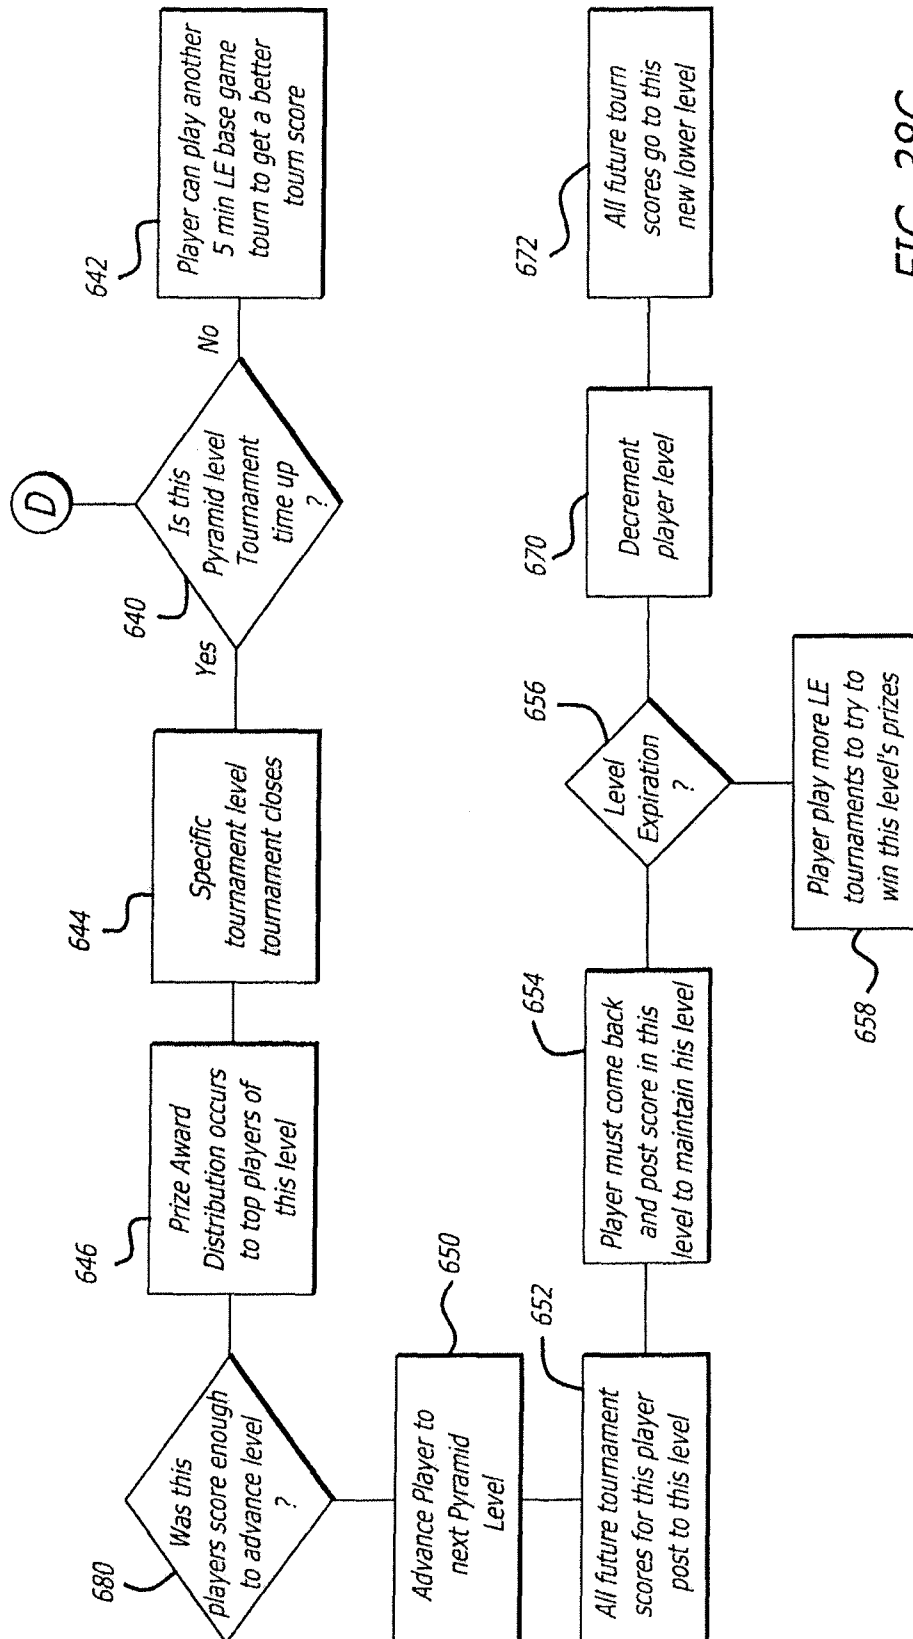 D
640
Is this
Pyramid level
Tournament
time up
?
No
Yes
642
Player can play another
5 min LE base game
tourn to get a better
tourn score
644
Specific
tournament level
tournament closes
646
Prize Award
Distribution occurs
to top players of
this level
680
Was this
players score enough
to advance level
?
650
Advance Player to
next Pyramid
Level
652
All future tournament
scores for this player
post to this level
654
Player must come back
and post score in this
level to maintain his level
656
Level
Expiration
?
658
Player play more LE
tournaments to try to
win this level's prizes
670
Decrement
player level
672
All future tourn
scores go to this
new lower level
FIG